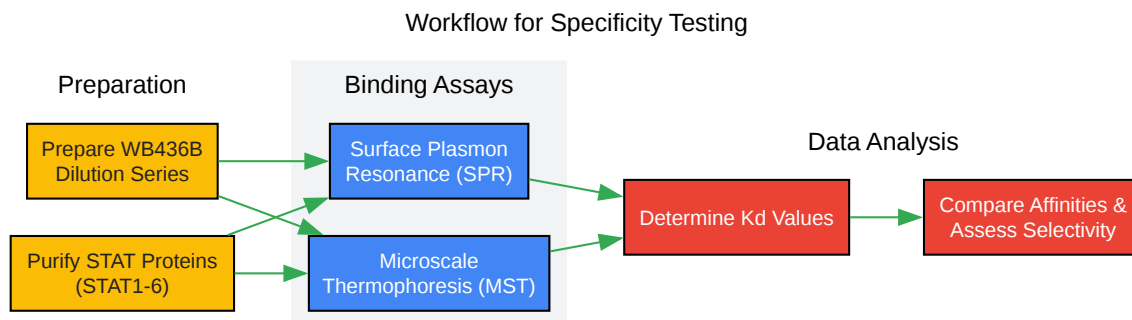 Workflow for Specificity Testing
Preparation
Prepare WB436B
Dilution Series
Purify STAT Proteins
(STAT1-6)
Binding Assays
Surface Plasmon
Resonance (SPR)
Microscale
Thermophoresis (MST)
Data Analysis
Determine Kd Values
Compare Affinities &
Assess Selectivity